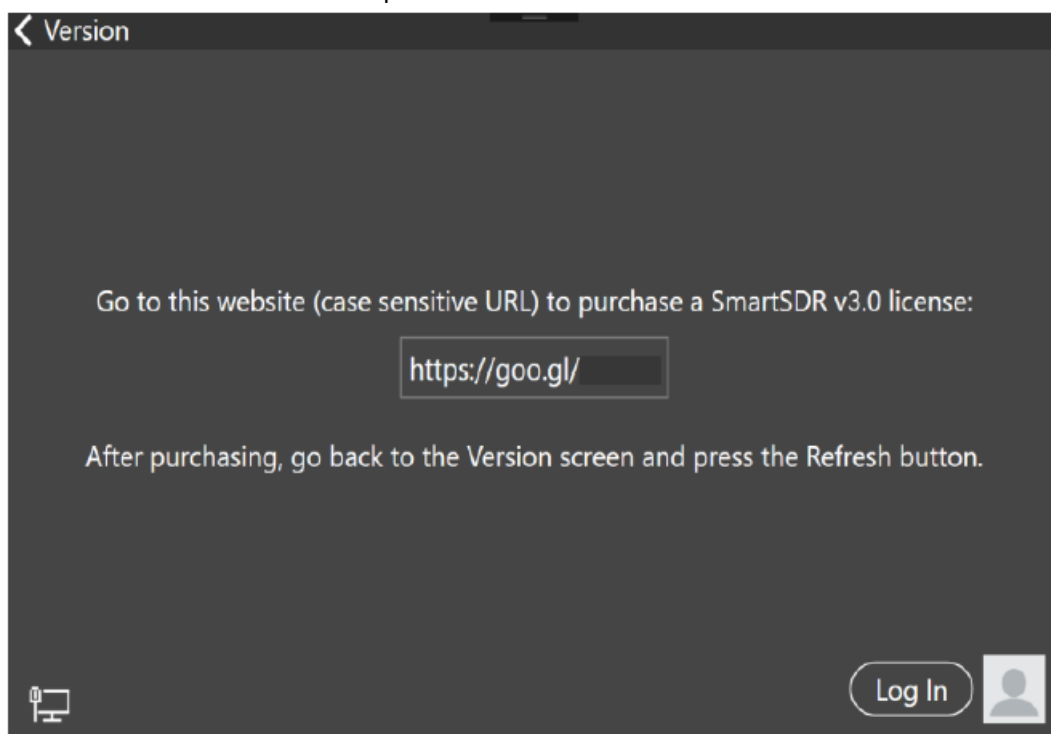 Version
Go to this website (case sensitive URL) to purchase a SmartSDR v3.0 license:
https://goo.gl/
After purchasing, go back to the Version screen and press the Refresh button.
Log In